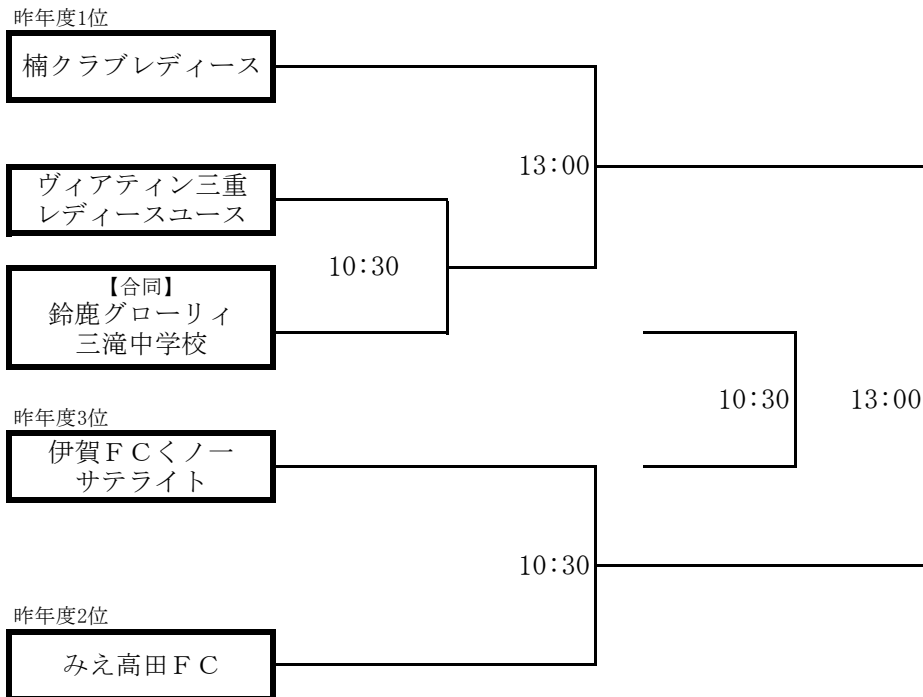 昨年度1位
楠クラブレディース
13:00
ヴィアティン三重
レディースユース
10:30
【合同】
鈴鹿グローリィ
三滝中学校
10:30
13:00
昨年度3位
伊賀ＦＣくノ一
サテライト
10:30
昨年度2位
みえ高田ＦＣ